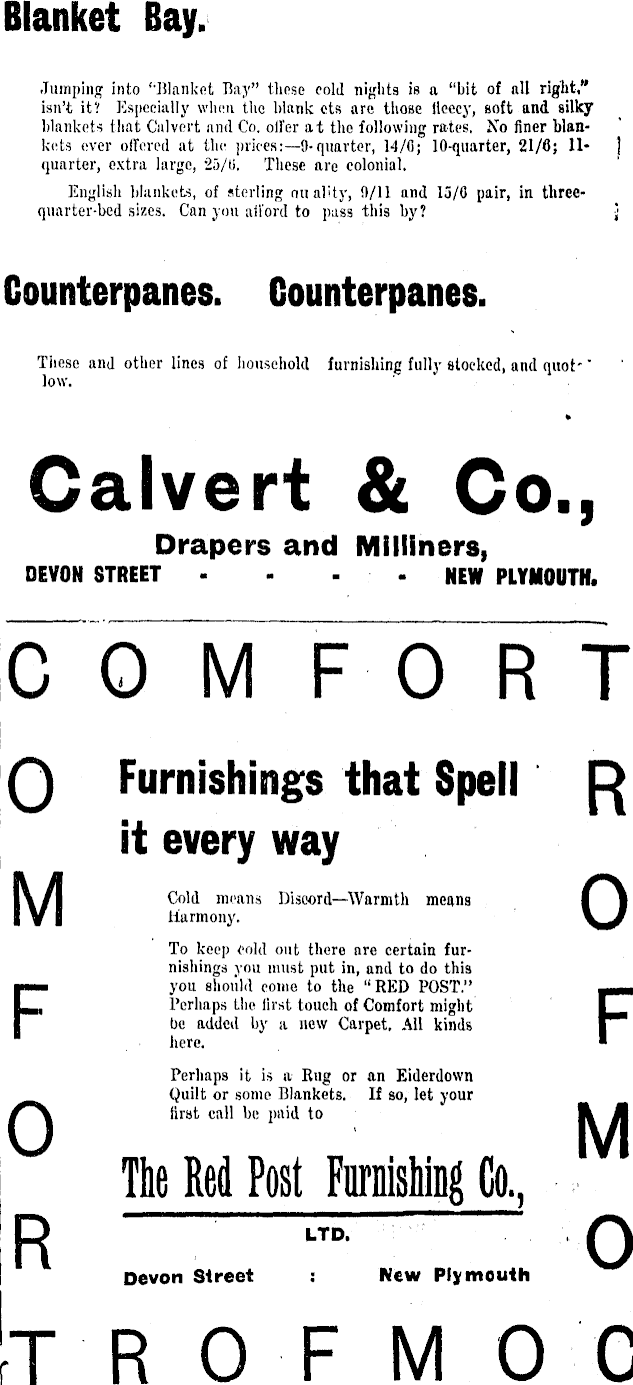 Blanket Bay.
Jumping into "Blanket Bay" these cold nights is a "bit of all right,"
isn't it? Especially when the blank ets are those fleecy, soft and silky
blankets that Calvert and Co. offer at the following rates. No finer blan-
kets ever offered at the prices:—9-quarter, 14/6; 10-quarter, 21/6; 11-
quarter, extra large, 25/6. These are colonial.
English blankets, of sterling quality, 9/11 and 15/6 pair, in three-
quarter-bed sizes. Can you afford to pass this by?
Counterpanes. Counterpanes.
These and other lines of household furnishing fully stocked, and quot-
low.
Calvert & Co.,
Drapers and Milliners,
DEVON STREET - - - - NEW PLYMOUTH.
COMFORT
Furnishings that Spell
it every way
Cold means Discord—Warmth means
Harmony.
To keep cold out there are certain fur-
nishings you must put in, and to do this
you should come to the "RED POST."
Perhaps the first touch of Comfort might
be added by a new Carpet. All kinds
here.
Perhaps it is a Rug or an Eiderdown
Quilt or some Blankets. If so, let your
first call be paid to
The Red Post Furnishing Co.,
LTD.
Devon Street : New Plymouth
COMFORT
COMFORT
TROFMOC